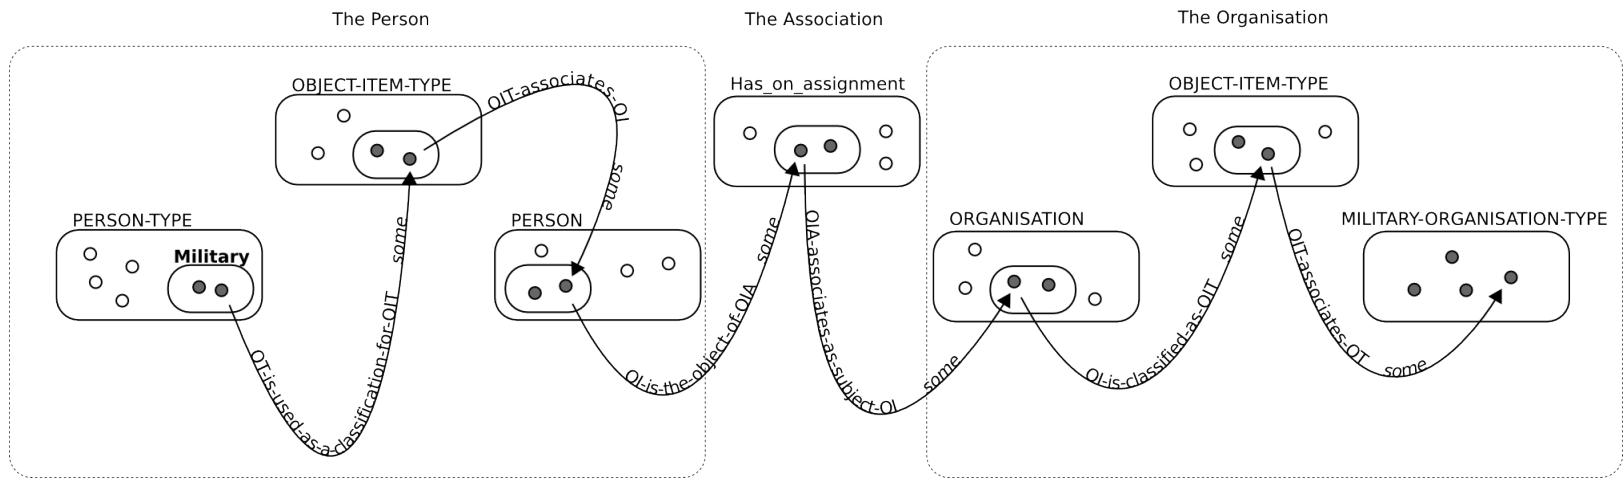 The Person
The Association
The Organisation
OBJECT-ITEM-TYPE
OIT-associates-OI
some
Has_on_assignment
OBJECT-ITEM-TYPE
PERSON-TYPE
Military
some
PERSON
some
ORGANISATION
some
MILITARY-ORGANISATION-TYPE
OT-is-used-as-a-classification-for-OIT
OI-is-the-object-of-OIA
OIA-associates-as-subject-OI
some
OI-is-classified-as-OIT
OIT-associates-OT
some